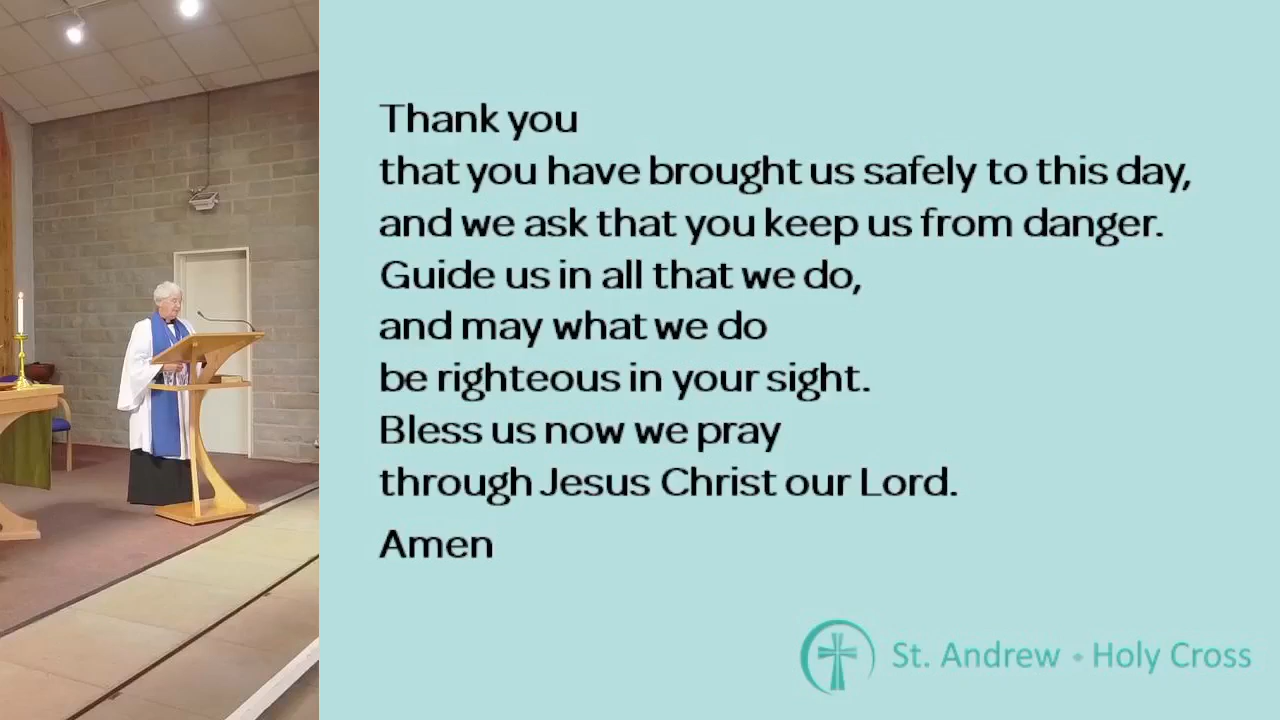 Thank you
that you have brought us safely to this day,
and we ask that you keep us from danger.
Guide us in all that we do,
and may what we do
be righteous in your sight.
Bless us now we pray
through Jesus Christ our Lord.
Amen
St. Andrew • Holy Cross